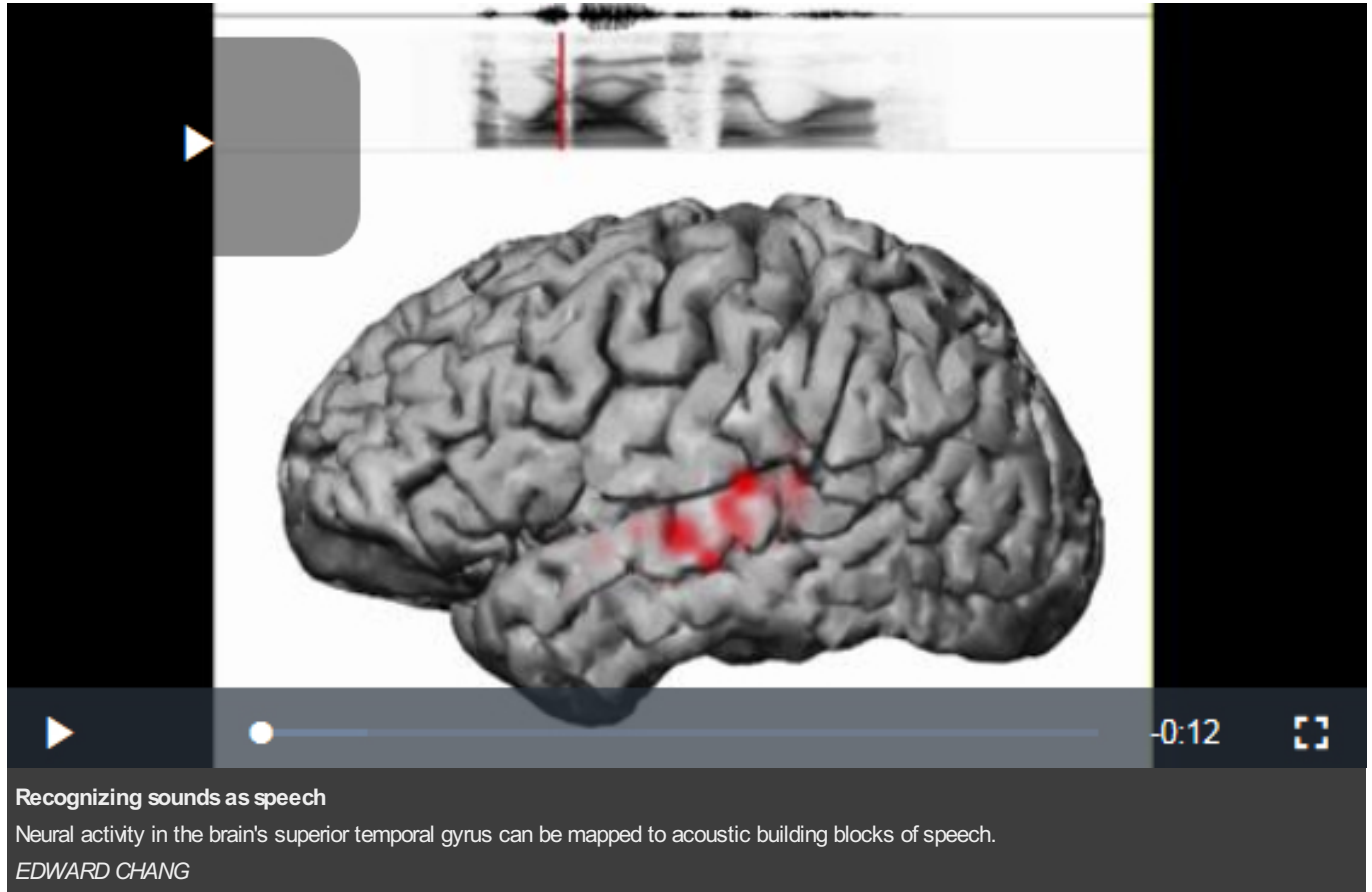 -0:12
Recognizing sounds as speech
Neural activity in the brain's superior temporal gyrus can be mapped to acoustic building blocks of speech.
EDWARD CHANG